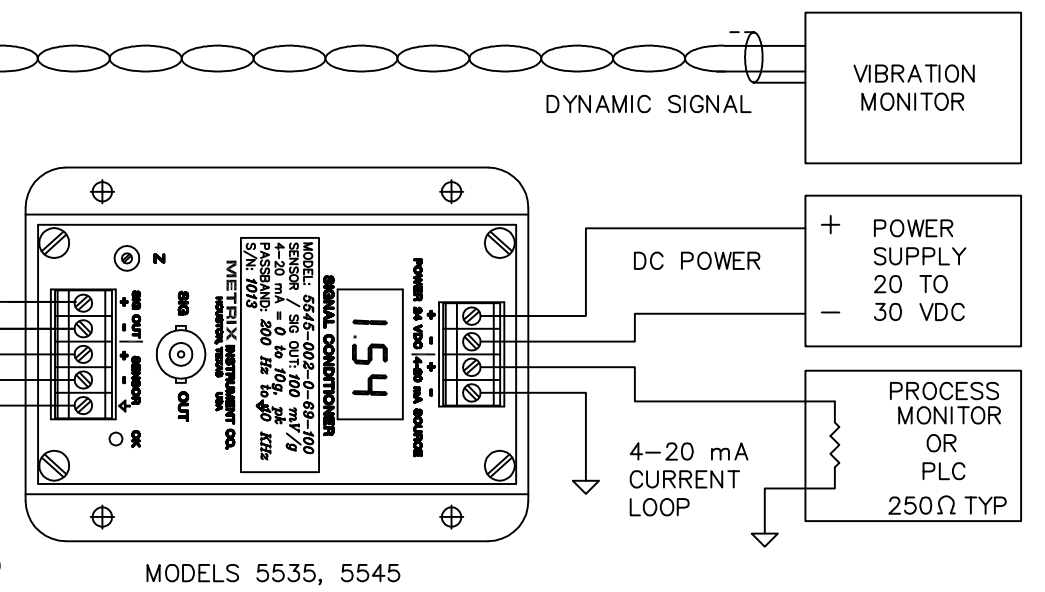 DYNAMIC SIGNAL
VIBRATION
MONITOR
+
POWER
SUPPLY
20 TO
30 VDC
−
DC POWER
PROCESS
MONITOR
OR
PLC
250Ω TYP
4−20 mA
CURRENT
LOOP
Z
+ - + -
SIG OUT
SENSOR
OK
SIG
OUT
METRIX INSTRUMENT CO.
HOUSTON, TEXAS USA
MODEL: 5545-002-0-69-100
SENSOR / SIG OUT: 100 mV/g
4-20 mA = 0 to 10g, pk
PASSBAND: 200 Hz to KHz
S/N: 1013
SIGNAL CONDITIONER
1.54
POWER 24 VDC
4-20 mA SOURCE
+ - + -
MODELS 5535, 5545